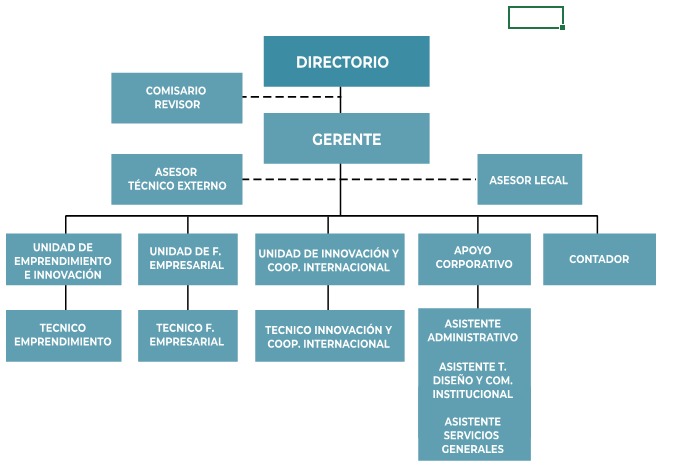 DIRECTORIO
COMISARIO
REVISOR
GERENTE
ASESOR
TÉCNICO EXTERNO
ASESOR LEGAL
UNIDAD DE
EMPRENDIMIENTO
E INNOVACIÓN
UNIDAD DE F.
EMPRESARIAL
UNIDAD DE INNOVACIÓN Y
COOP. INTERNACIONAL
APOYO
CORPORATIVO
CONTADOR
TECNICO
EMPRENDIMIENTO
TECNICO F.
EMPRESARIAL
TECNICO INNOVACIÓN Y
COOP. INTERNACIONAL
ASISTENTE
ADMINISTRATIVO
ASISTENTE T.
DISEÑO Y COM.
INSTITUCIONAL
ASISTENTE
SERVICIOS
GENERALES